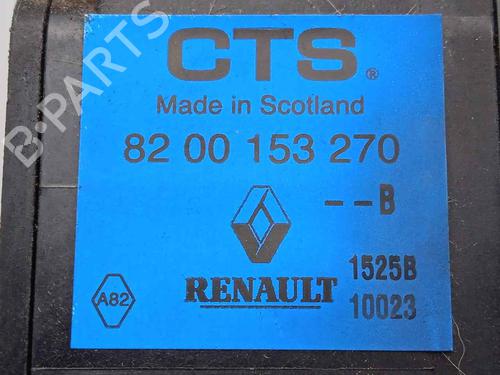 B-PARTS
CTS®
Made in Scotland
82 00 153 270
--B
RENAULT
1525B
10023
A82